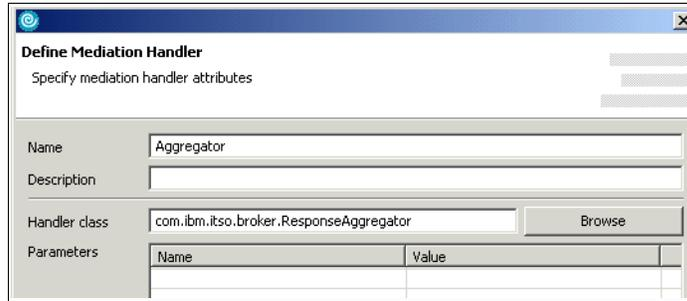 Define Mediation Handler
Specify mediation handler attributes
Name Aggregator
Description
Handler class com.ibm.itso.broker.ResponseAggregator Browse
Parameters Name Value